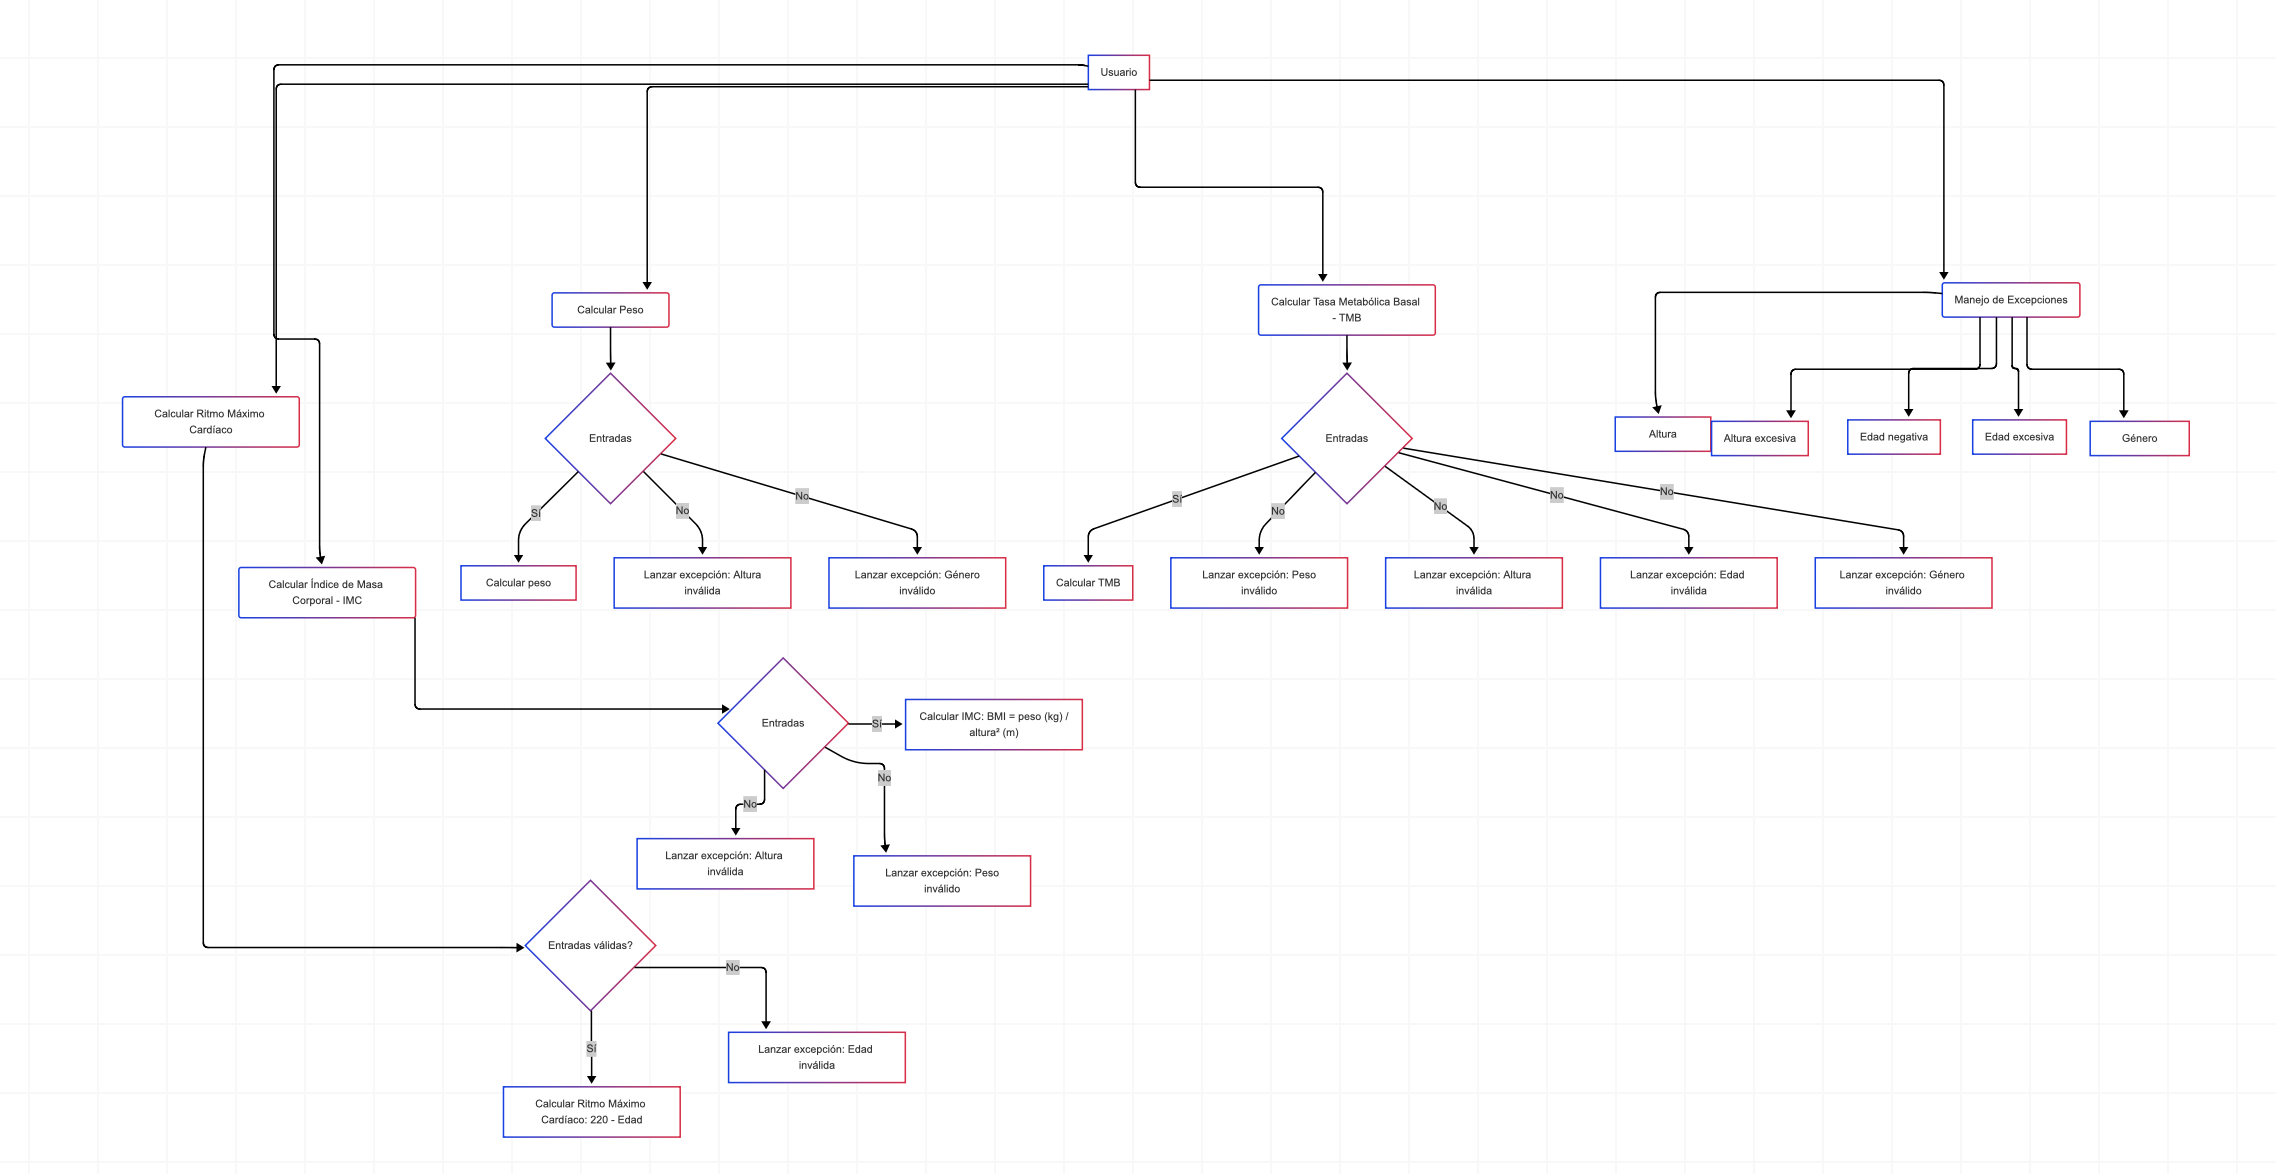 Usuario
Calcular Peso
Calcular Tasa Metabólica Basal
- TMB
Manejo de Excepciones
Calcular Ritmo Máximo
Cardíaco
Entradas
Entradas
Altura
Altura excesiva
Edad negativa
Edad excesiva
Género
Sí
No
No
Sí
No
No
No
No
Calcular Índice de Masa
Corporal - IMC
Calcular peso
Lanzar excepción: Altura
inválida
Lanzar excepción: Género
inválido
Calcular TMB
Lanzar excepción: Peso
inválido
Lanzar excepción: Altura
inválida
Lanzar excepción: Edad
inválida
Lanzar excepción: Género
inválido
Entradas
Sí
Calcular IMC: BMI = peso (kg) /
altura² (m)
No
No
Lanzar excepción: Altura
inválida
Lanzar excepción: Peso
inválido
Entradas válidas?
No
Sí
Lanzar excepción: Edad
inválida
Calcular Ritmo Máximo
Cardíaco: 220 - Edad